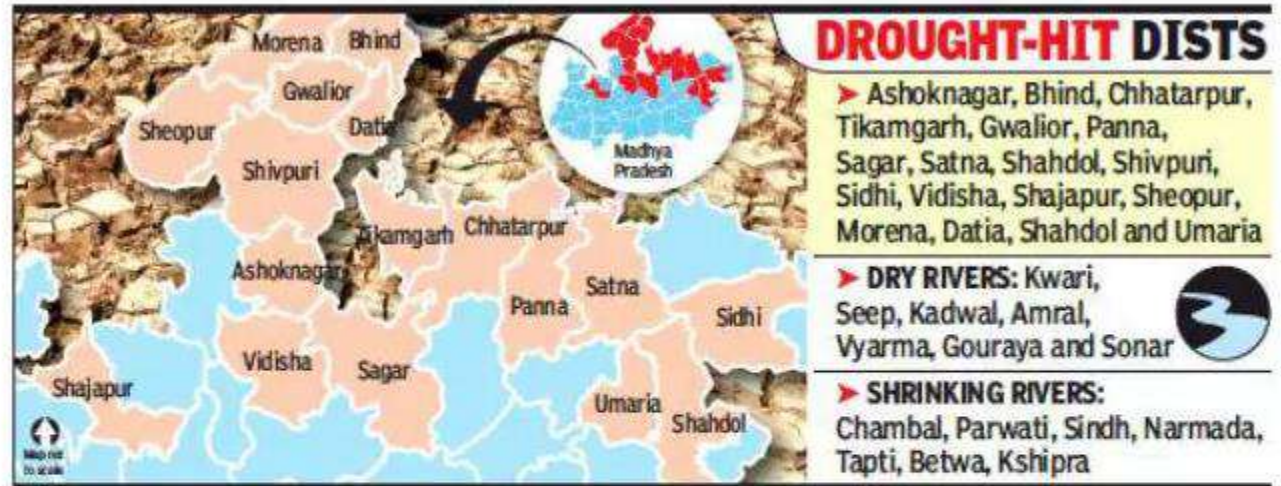 Morena Bhind
Gwalior
Sheopur
Datia
Shivpuri
Tikamgarh Chhatarpur
Ashoknagar
Satna
Panna
Sidhi
Vidisha
Sagar
Shajapur
Umaria
Shahdol
Map not
to scale
Madhya
Pradesh
DROUGHT-HIT DISTS
➤ Ashoknagar, Bhind, Chhatarpur,
Tikamgarh, Gwalior, Panna,
Sagar, Satna, Shahdol, Shivpuri,
Sidhi, Vidisha, Shajapur, Sheopur,
Morena, Datia, Shahdol and Umaria
➤ DRY RIVERS: Kwari,
Seep, Kadwal, Amral,
Vyarma, Gouraya and Sonar
➤ SHRINKING RIVERS:
Chambal, Parwati, Sindh, Narmada,
Tapti, Betwa, Kshipra